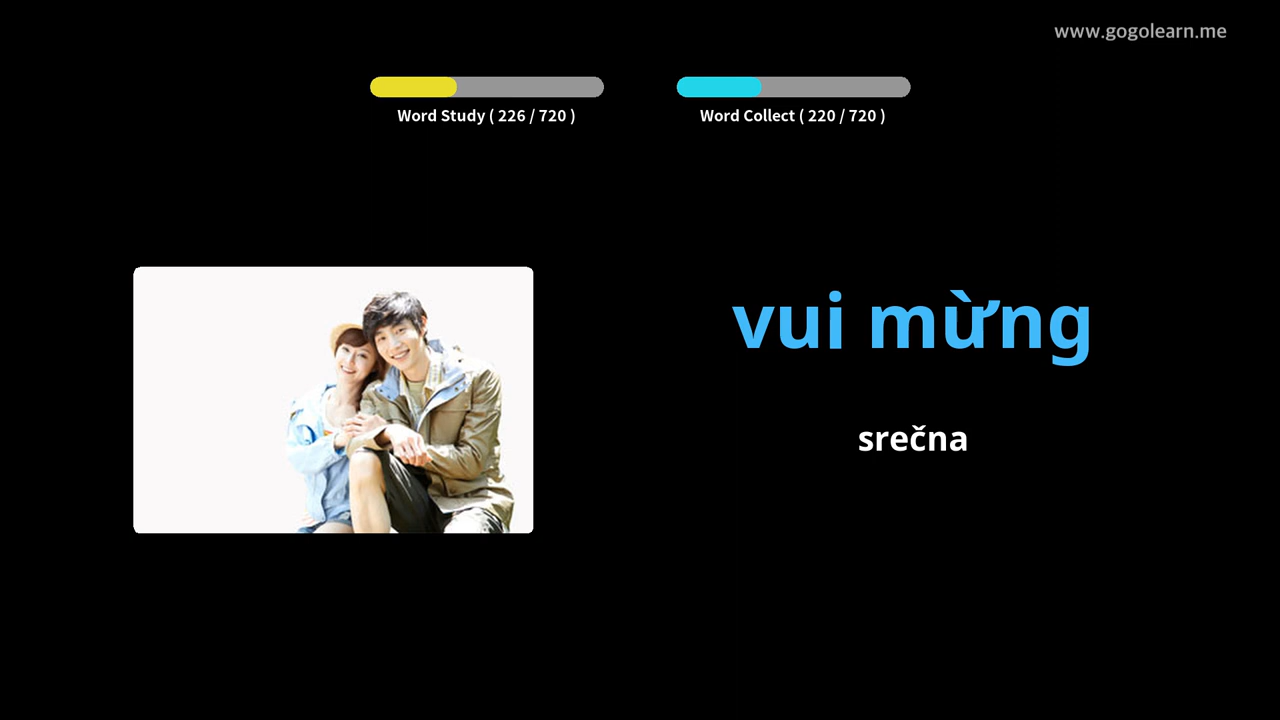 www.gogolearn.me
Word Study ( 226 / 720 )
Word Collect ( 220 / 720 )
vui mừng
srečna